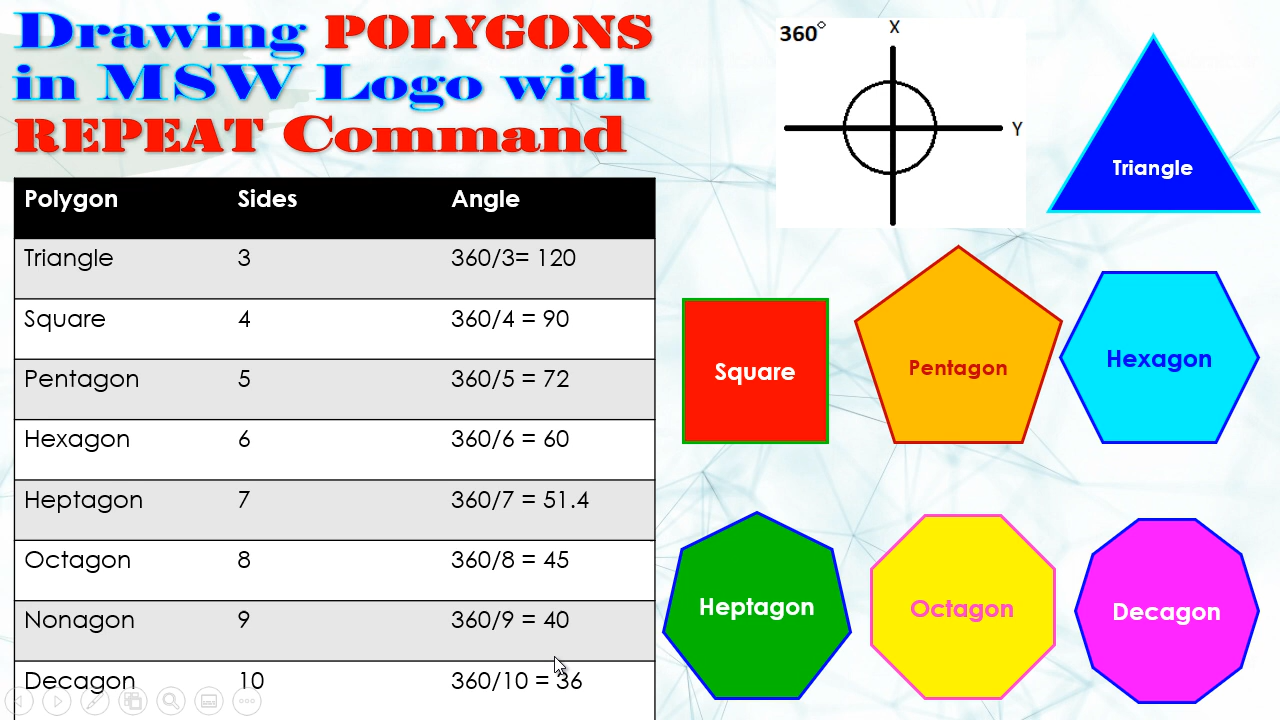 Drawing POLYGONS
in MSW Logo with
REPEAT Command
Polygon Sides Angle
Triangle 3 360/3= 120
Square 4 360/4 = 90
Pentagon 5 360/5 = 72
Hexagon 6 360/6 = 60
Heptagon 7 360/7 = 51.4
Octagon 8 360/8 = 45
Nonagon 9 360/9 = 40
Decagon 10 360/10 = 36
360°
X
Y
Triangle
Square
Pentagon
Hexagon
Heptagon
Octagon
Decagon